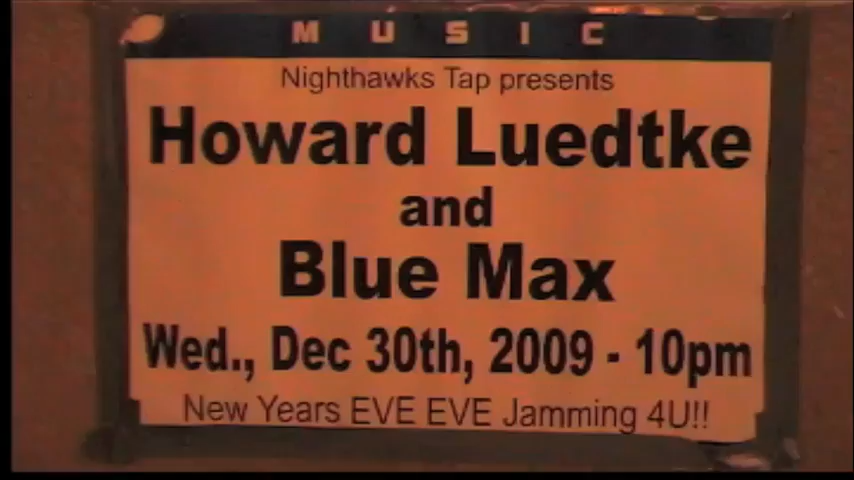 MUSIC
Nighthawks Tap presents
Howard Luedtke
and
Blue Max
Wed., Dec 30th, 2009 - 10pm
New Years EVE EVE Jamming 4U!!